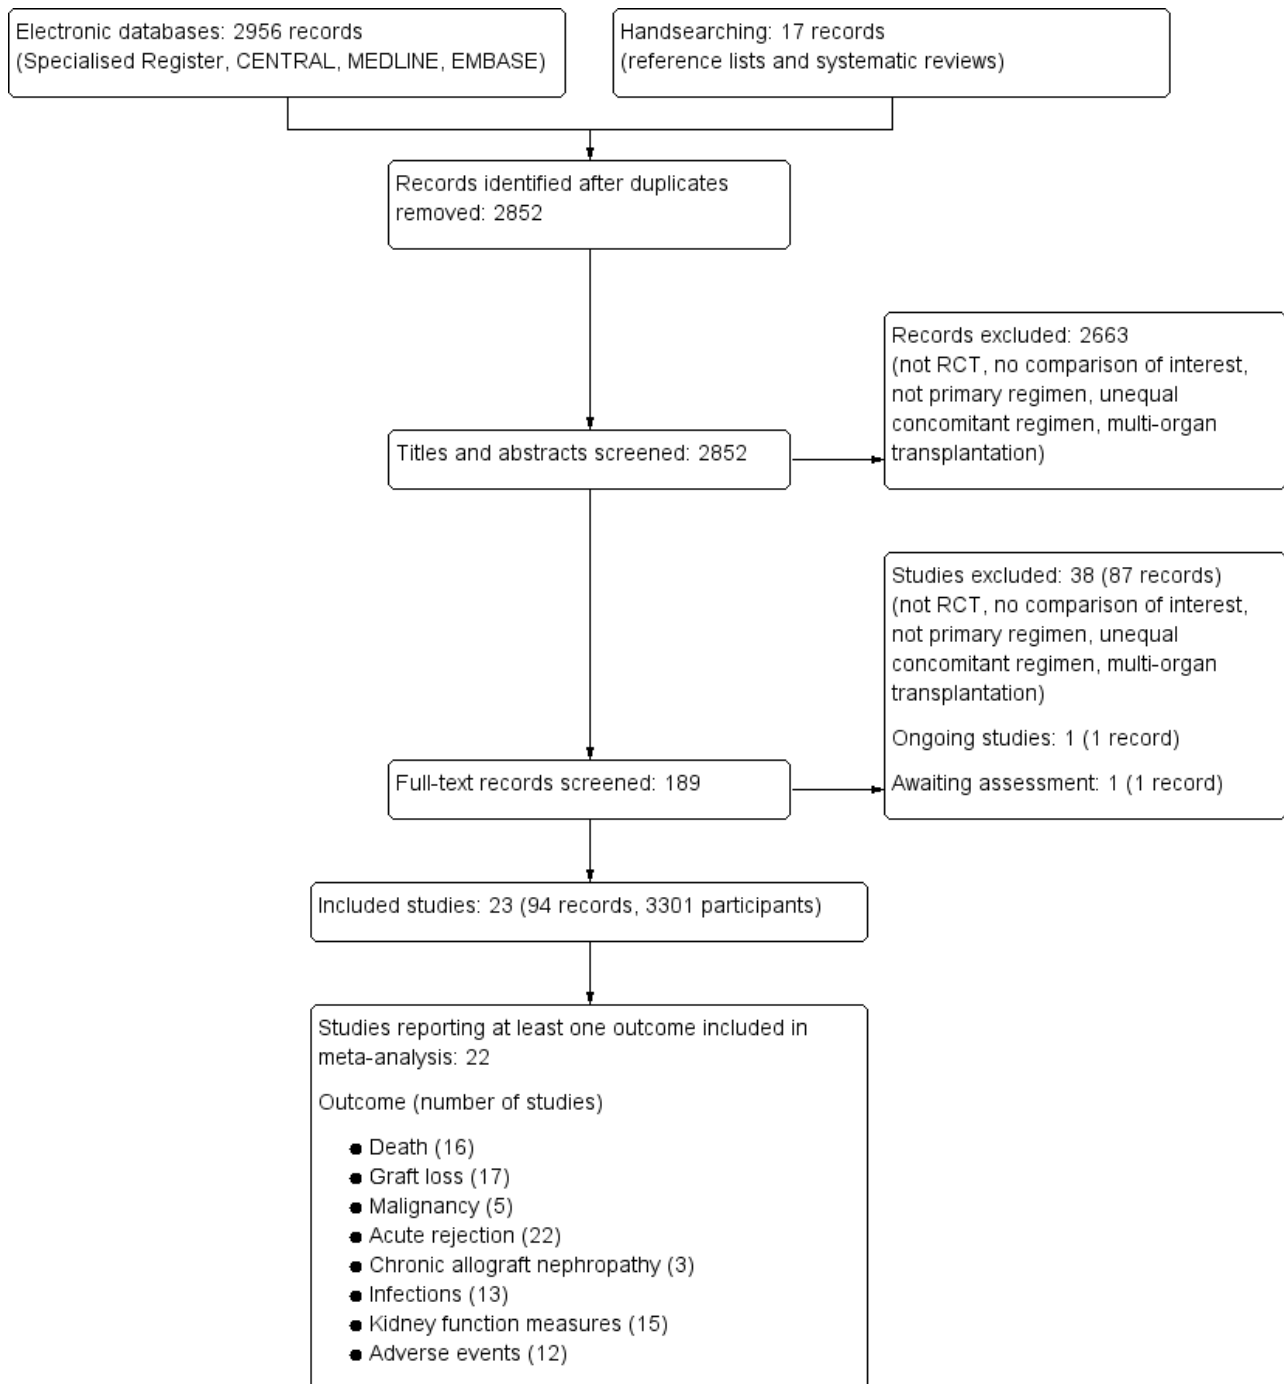 Electronic databases: 2956 records
(Specialised Register, CENTRAL, MEDLINE, EMBASE)
Handsearching: 17 records
(reference lists and systematic reviews)
Records identified after duplicates
removed: 2852
Records excluded: 2663
(not RCT, no comparison of interest,
not primary regimen, unequal
concomitant regimen, multi-organ
transplantation)
Titles and abstracts screened: 2852
Studies excluded: 38 (87 records)
(not RCT, no comparison of interest,
not primary regimen, unequal
concomitant regimen, multi-organ
transplantation)
Ongoing studies: 1 (1 record)
Awaiting assessment: 1 (1 record)
Full-text records screened: 189
Included studies: 23 (94 records, 3301 participants)
Studies reporting at least one outcome included in
meta-analysis: 22
Outcome (number of studies)
● Death (16)
● Graft loss (17)
● Malignancy (5)
● Acute rejection (22)
● Chronic allograft nephropathy (3)
● Infections (13)
● Kidney function measures (15)
● Adverse events (12)